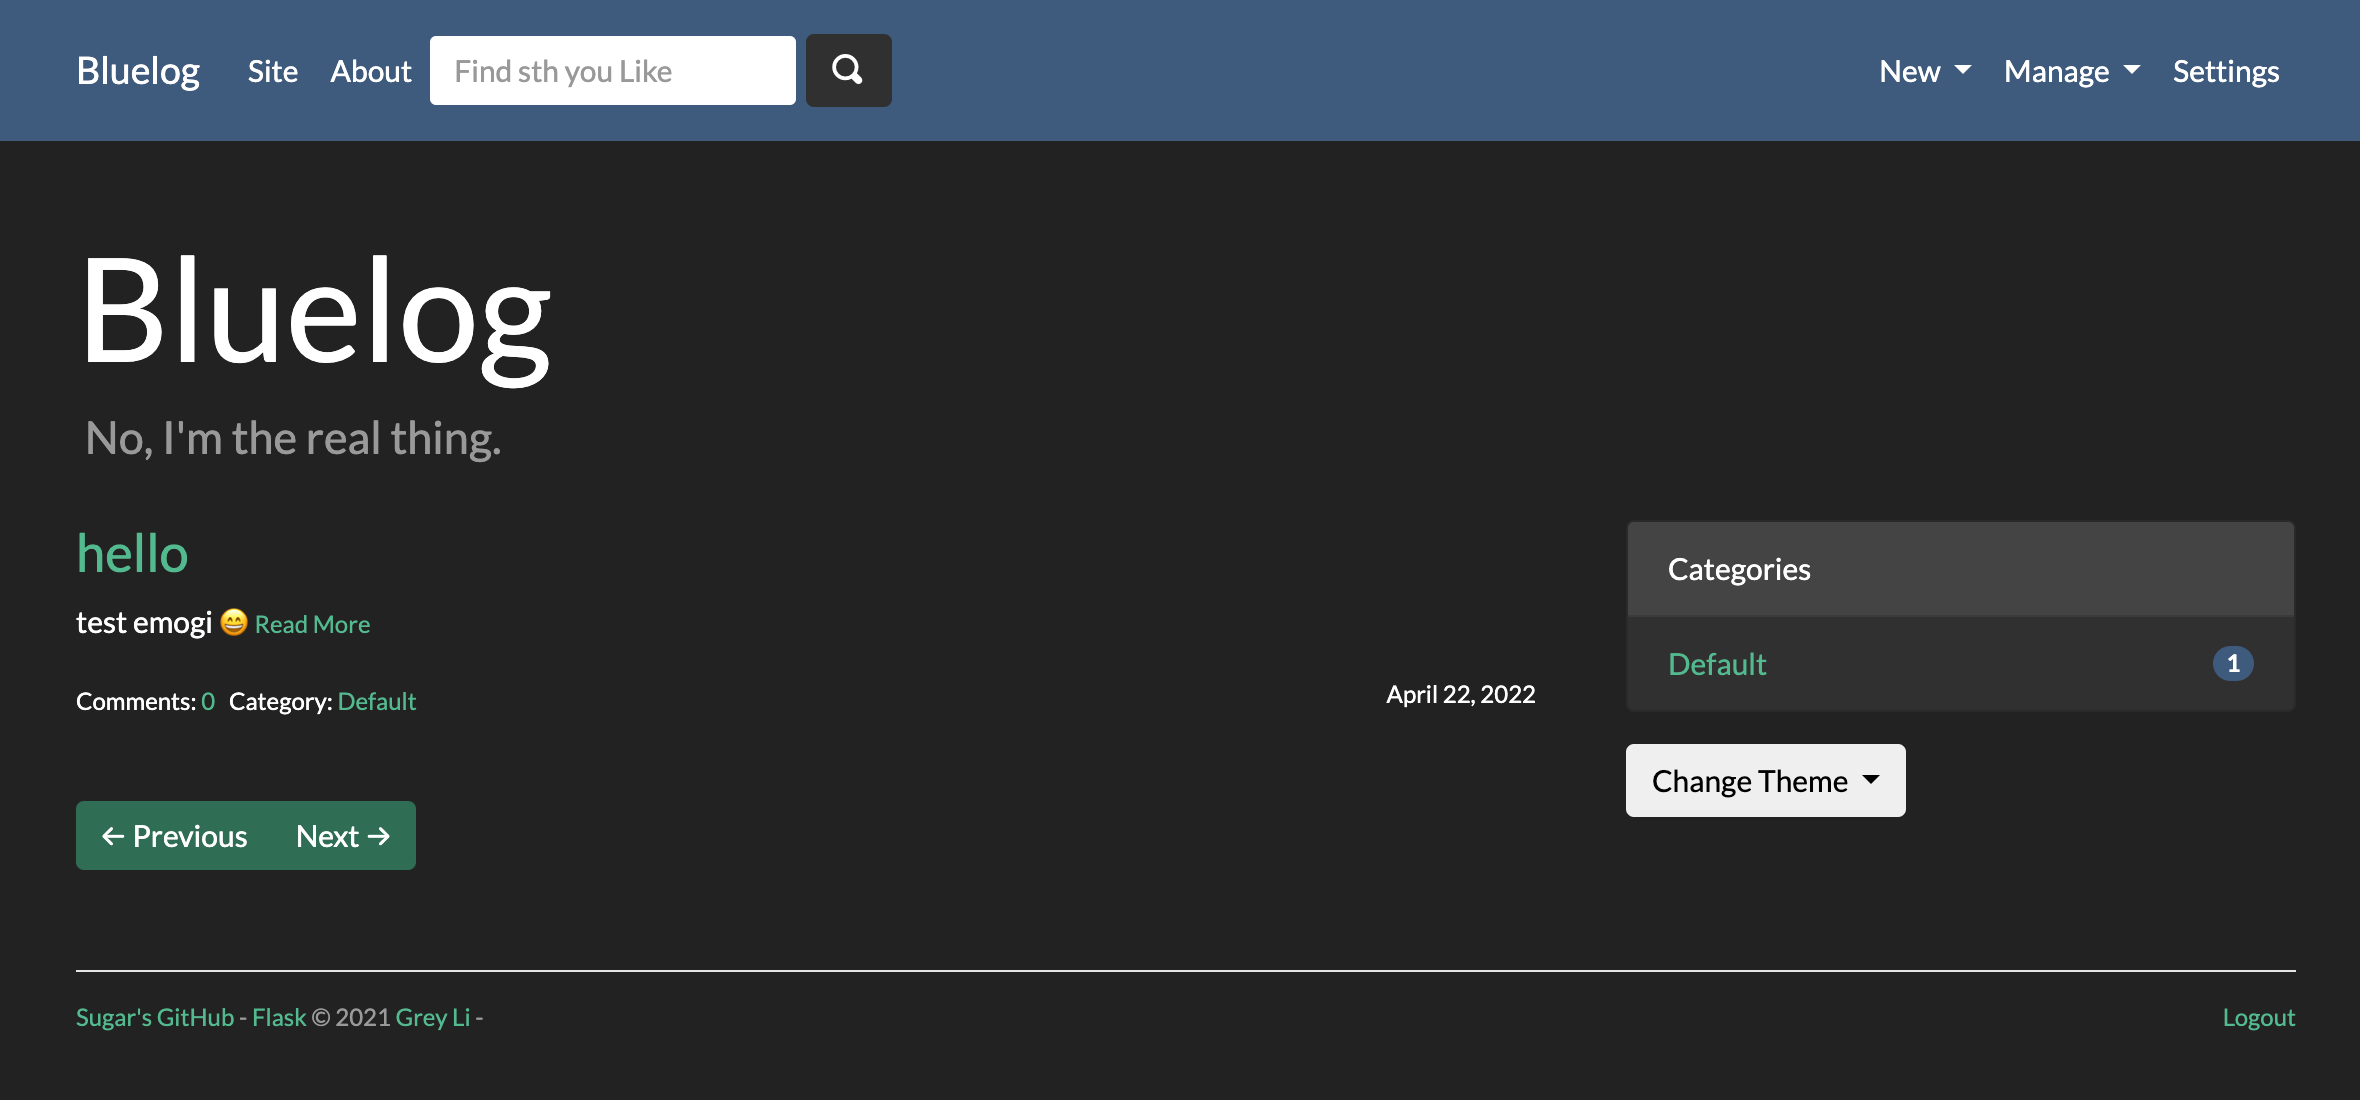 Bluelog Site About Find sth you Like New Manage Settings
Bluelog
No, I'm the real thing.
hello
test emogi 😄 Read More
Comments: 0 Category: Default April 22, 2022
← Previous Next →
Categories
Default 1
Change Theme
Sugar's GitHub - Flask © 2021 Grey Li - Logout